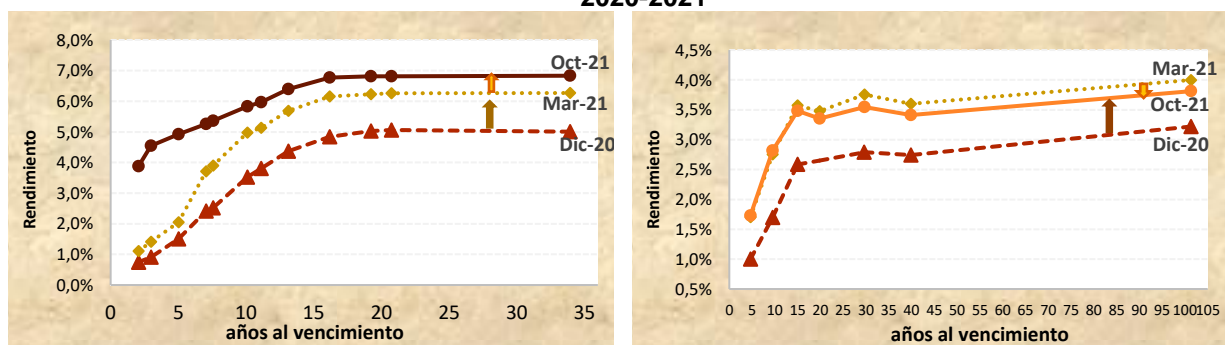 2020-2021
8,0%
7,0%
6,0%
5,0%
4,0%
3,0%
2,0%
1,0%
0,0%
Rendimiento
Oct-21
Mar-21
Dic-20
0 5 10 15 20 25 30 35
años al vencimiento
4,5%
4,0%
3,5%
3,0%
2,5%
2,0%
1,5%
1,0%
0,5%
Rendimiento
Mar-21
Oct-21
Dic-20
0 5 10 15 20 25 30 35 40 45 50 55 60 65 70 75 80 85 90 95 100 105
años al vencimiento